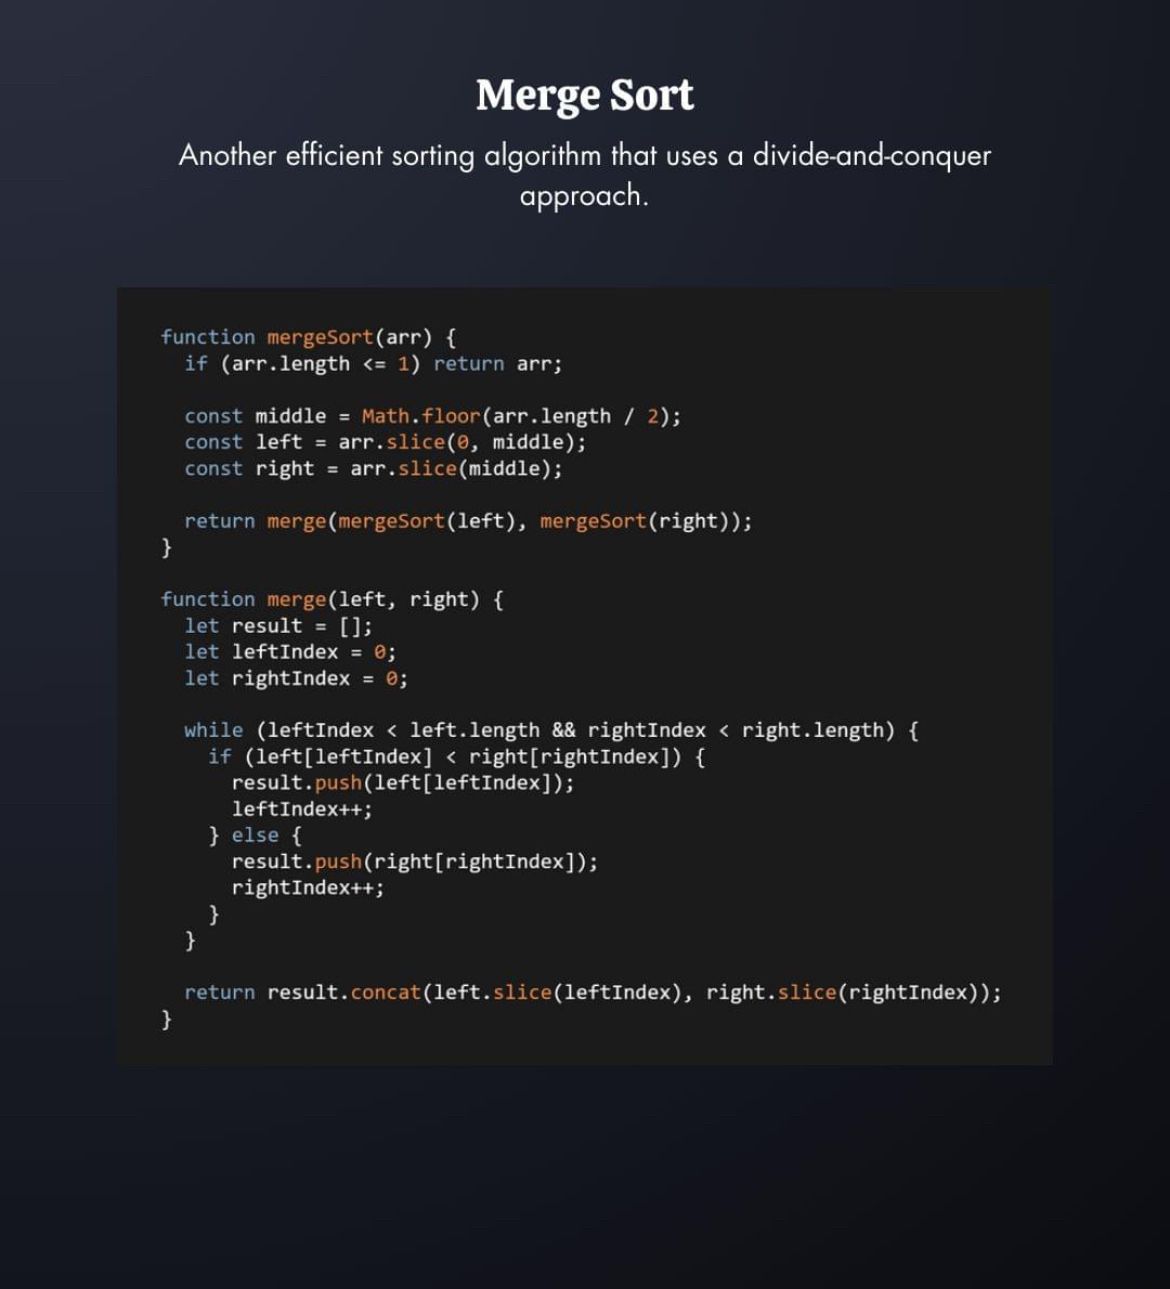 Merge Sort
Another efficient sorting algorithm that uses a divide-and-conquer
approach.
function mergeSort(arr) {
  if (arr.length <= 1) return arr;

  const middle = Math.floor(arr.length / 2);
  const left = arr.slice(0, middle);
  const right = arr.slice(middle);

  return merge(mergeSort(left), mergeSort(right));
}

function merge(left, right) {
  let result = [];
  let leftIndex = 0;
  let rightIndex = 0;

  while (leftIndex < left.length && rightIndex < right.length) {
    if (left[leftIndex] < right[rightIndex]) {
      result.push(left[leftIndex]);
      leftIndex++;
    } else {
      result.push(right[rightIndex]);
      rightIndex++;
    }
  }

  return result.concat(left.slice(leftIndex), right.slice(rightIndex));
}